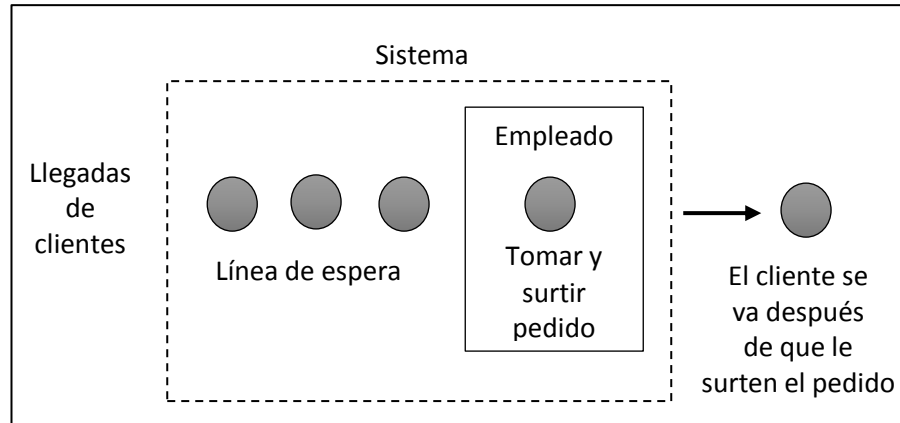 Sistema
Llegadas
de
clientes
Línea de espera
Empleado
Tomar y
surtir
pedido
El cliente se
va después
de que le
surten el pedido